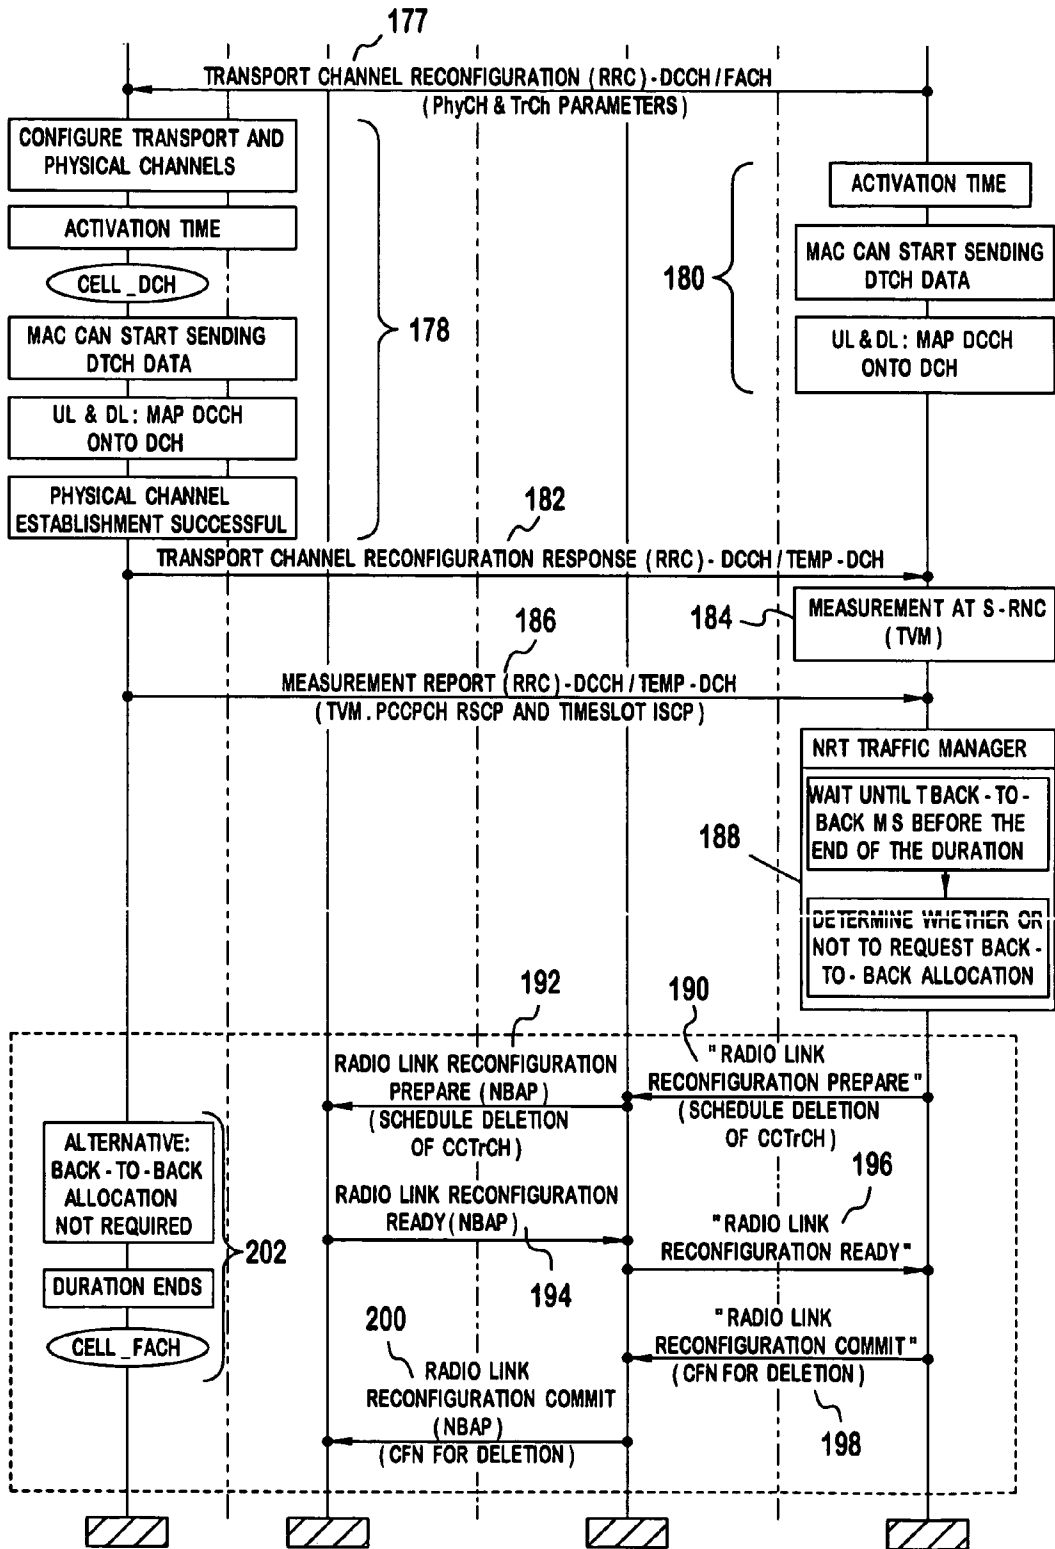 177
TRANSPORT CHANNEL RECONFIGURATION (RRC) - DCCH / FACH
(PhyCH & TrCh PARAMETERS)
CONFIGURE TRANSPORT AND
PHYSICAL CHANNELS
ACTIVATION TIME
CELL_DCH
MAC CAN START SENDING
DTCH DATA
UL & DL: MAP DCCH
ONTO DCH
PHYSICAL CHANNEL
ESTABLISHMENT SUCCESSFUL
178
180
ACTIVATION TIME
MAC CAN START SENDING
DTCH DATA
UL & DL: MAP DCCH
ONTO DCH
182
TRANSPORT CHANNEL RECONFIGURATION RESPONSE (RRC) - DCCH / TEMP - DCH
184
MEASUREMENT AT S - RNC
(TVM)
186
MEASUREMENT REPORT (RRC) - DCCH / TEMP - DCH
(TVM. PCCPCH RSCP AND TIMESLOT ISCP)
NRT TRAFFIC MANAGER
WAIT UNTIL T BACK - TO -
BACK MS BEFORE THE
END OF THE DURATION
188
DETERMINE WHETHER OR
NOT TO REQUEST BACK -
TO - BACK ALLOCATION
192
RADIO LINK RECONFIGURATION
PREPARE (NBAP)
(SCHEDULE DELETION
OF CCTrCH)
190
"RADIO LINK
RECONFIGURATION PREPARE"
(SCHEDULE DELETION
OF CCTrCH)
ALTERNATIVE:
BACK - TO - BACK
ALLOCATION
NOT REQUIRED
DURATION ENDS
CELL_FACH
202
RADIO LINK RECONFIGURATION
READY (NBAP)
194
196
"RADIO LINK
RECONFIGURATION READY"
"RADIO LINK
RECONFIGURATION COMMIT"
(CFN FOR DELETION)
198
200
RADIO LINK
RECONFIGURATION COMMIT
(NBAP)
(CFN FOR DELETION)